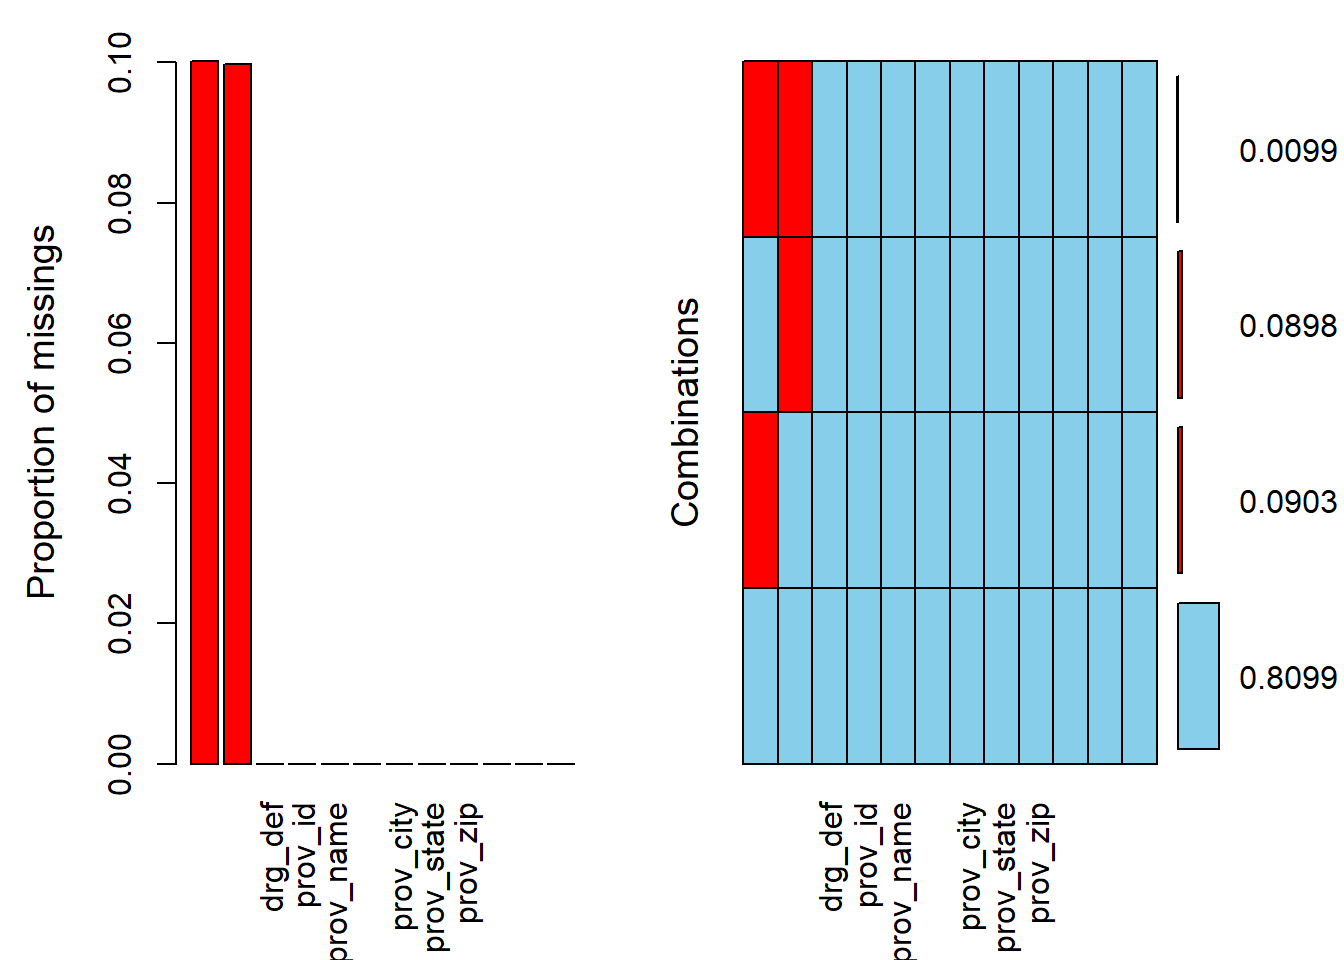 Proportion of missings
0.10
0.08
0.06
0.04
0.02
0.00
drg_def
prov_id
prov_name
prov_city
prov_state
prov_zip
Combinations
0.0099
0.0898
0.0903
0.8099
drg_def
prov_id
prov_name
prov_city
prov_state
prov_zip